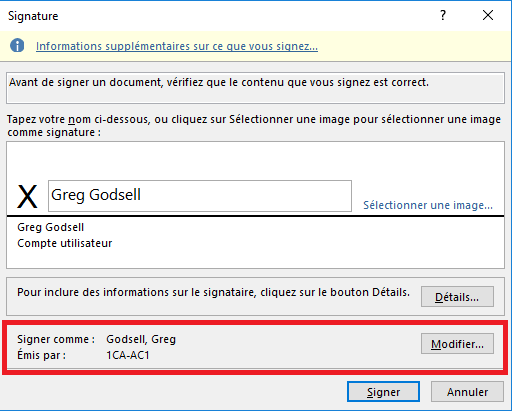 Signature
?
Informations supplémentaires sur ce que vous signez...
Avant de signer un document, vérifiez que le contenu que vous signez est correct.
Tapez votre nom ci-dessous, ou cliquez sur Sélectionner une image pour sélectionner une image
comme signature :
X Greg Godsell
Sélectionner une image...
Greg Godsell
Compte utilisateur
Pour inclure des informations sur le signataire, cliquez sur le bouton Détails.
Détails...
Signer comme : Godsell, Greg
Modifier...
Émis par : 1CA-AC1
Signer Annuler